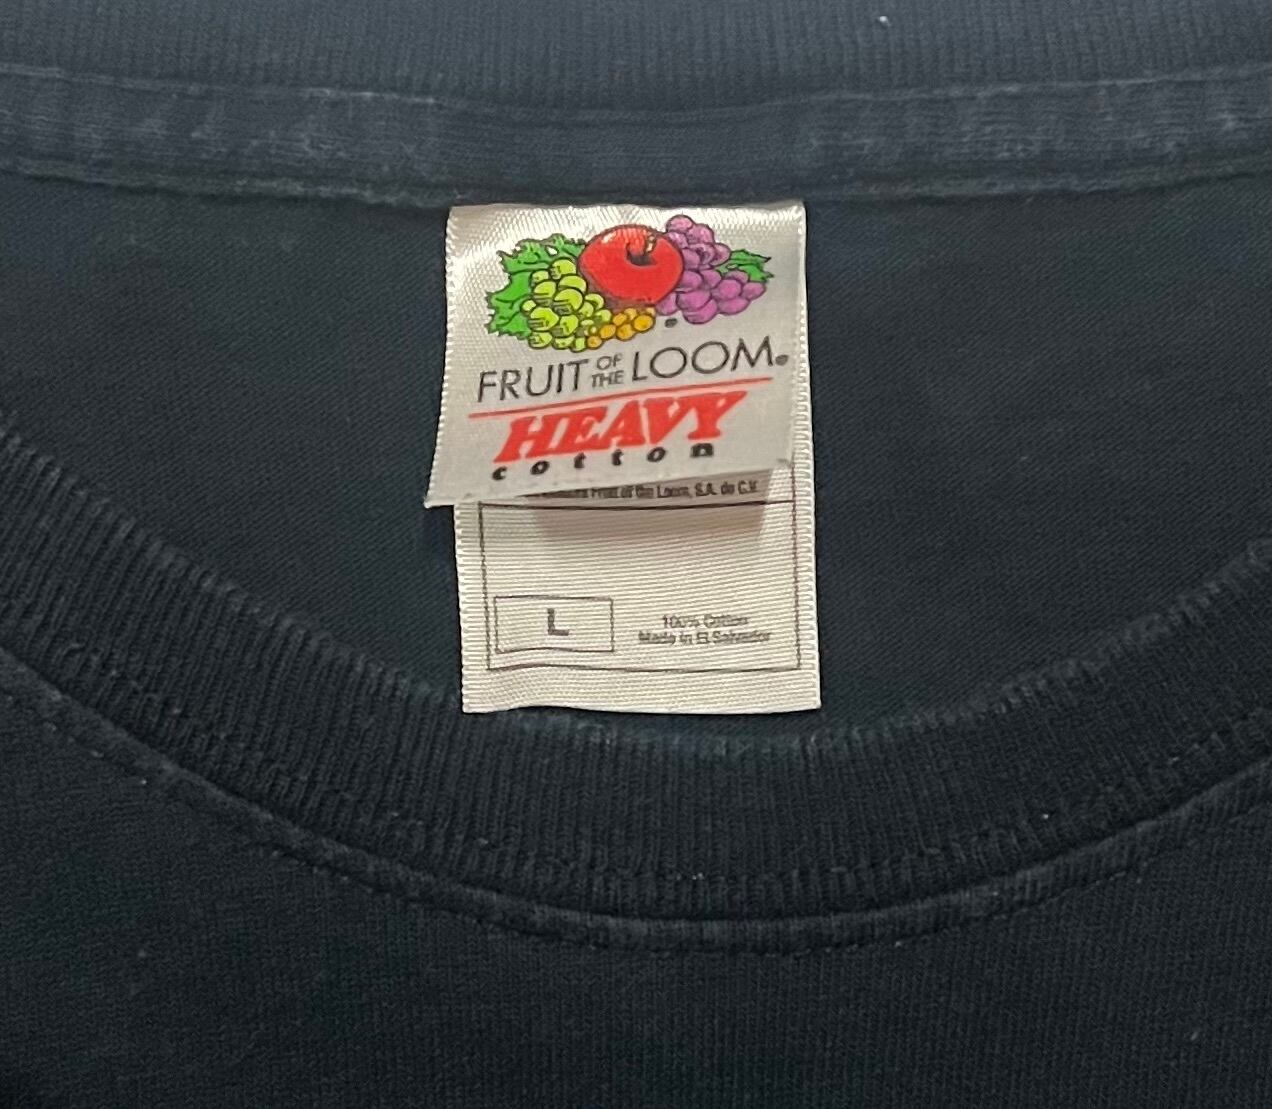 FRUIT OF THE LOOM®
HEAVY
cotton
Fruit of the Loom, S.A. de C.V.
L
100% Cotton
Made in El Salvador